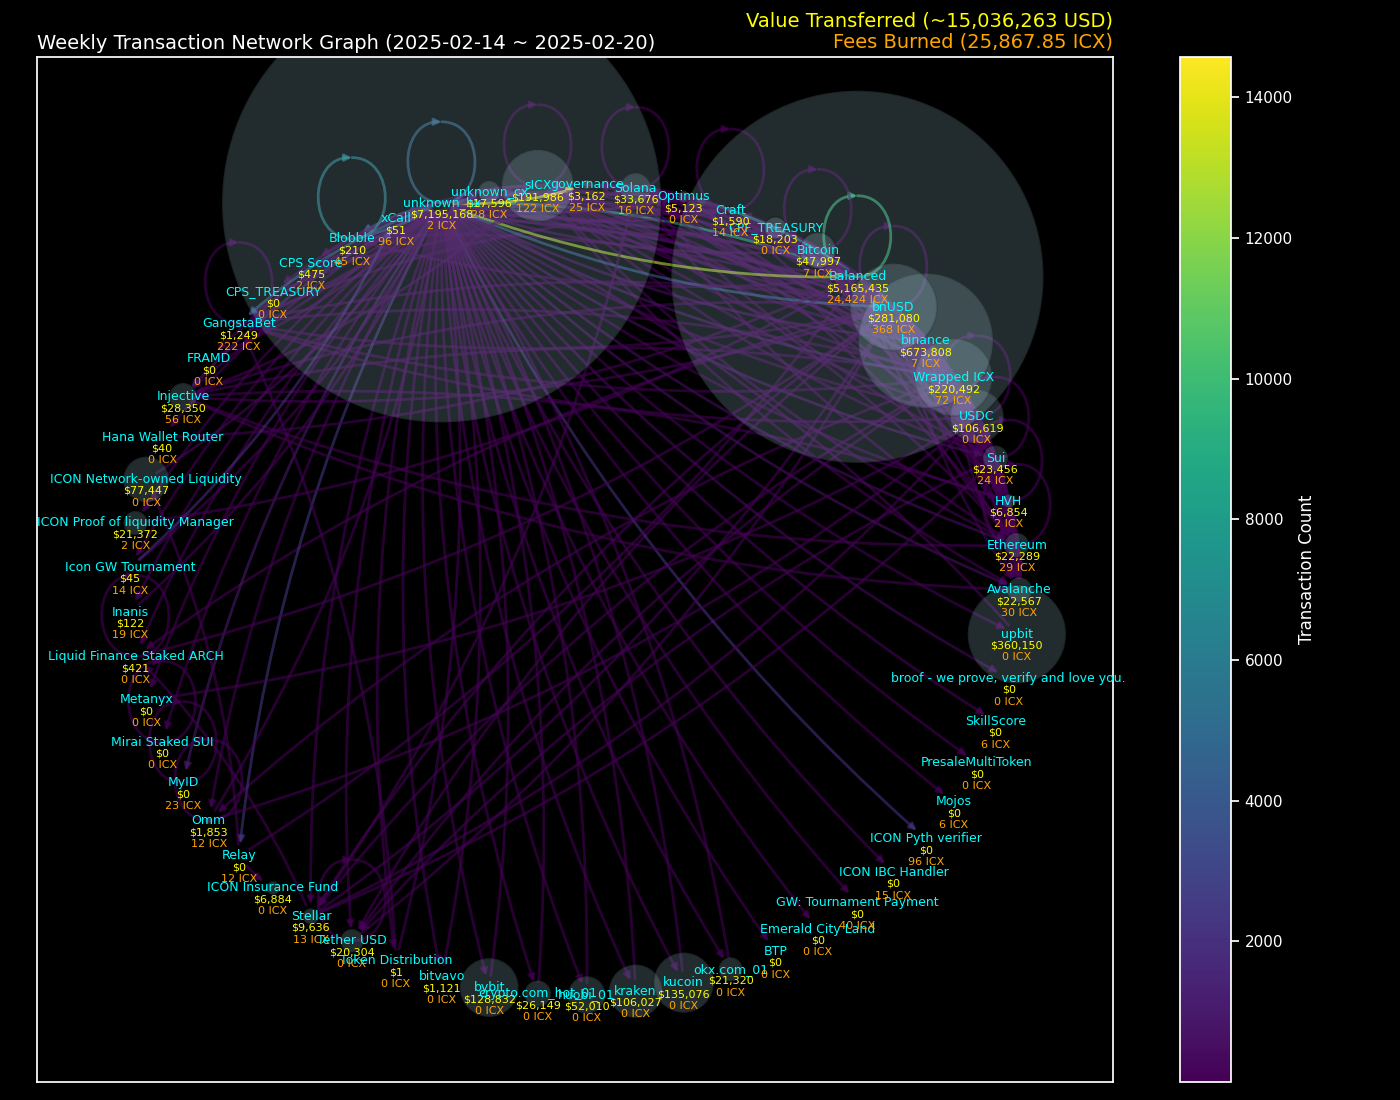 Value Transferred (~15,036,263 USD)
Weekly Transaction Network Graph (2025-02-14 ~ 2025-02-20)
Fees Burned (25,867.85 ICX)
unknown
$7,195,168
2 ICX
unknown_cx
$17,596
28 ICX
sICX
$191,986
122 ICX
governance
$3,162
25 ICX
Solana
$33,676
16 ICX
Optimus
$5,123
0 ICX
Craft
$1,590
14 ICX
TREASURY
$18,203
0 ICX
Bitcoin
$47,997
7 ICX
Balanced
$5,165,435
24,424 ICX
bnUSD
$281,080
368 ICX
binance
$673,808
7 ICX
Wrapped ICX
$220,492
72 ICX
USDC
$106,619
0 ICX
Sui
$23,456
24 ICX
HVH
$6,854
2 ICX
Ethereum
$22,289
29 ICX
Avalanche
$22,567
30 ICX
upbit
$360,150
0 ICX
broof - we prove, verify and love you.
$0
0 ICX
SkillScore
$0
6 ICX
PresaleMultiToken
$0
0 ICX
Mojos
$0
6 ICX
ICON Pyth verifier
$0
96 ICX
ICON IBC Handler
$0
15 ICX
GW: Tournament Payment
$0
40 ICX
Emerald City Land
$0
0 ICX
BTP
$0
0 ICX
okx.com_01
$21,320
0 ICX
kucoin
$135,076
0 ICX
kraken
$106,027
0 ICX
huobi_01
$52,010
0 ICX
crypto.com_hot_01
$26,149
0 ICX
bybit
$128,832
0 ICX
bitvavo
$1,121
0 ICX
Token Distribution
$1
0 ICX
Tether USD
$20,304
0 ICX
Stellar
$9,636
13 ICX
ICON Insurance Fund
$6,884
0 ICX
Relay
$0
12 ICX
Omm
$1,853
12 ICX
MyID
$0
23 ICX
Mirai Staked SUI
$0
0 ICX
Metanyx
$0
0 ICX
Liquid Finance Staked ARCH
$421
0 ICX
Inanis
$122
19 ICX
Icon GW Tournament
$45
14 ICX
ICON Proof of liquidity Manager
$21,372
2 ICX
ICON Network-owned Liquidity
$77,447
0 ICX
Hana Wallet Router
$40
0 ICX
Injective
$28,350
56 ICX
FRAMD
$0
0 ICX
GangstaBet
$1,249
222 ICX
CPS_TREASURY
$0
0 ICX
CPS Score
$475
2 ICX
Blobble
$210
45 ICX
xCall
$51
96 ICX
14000
12000
10000
8000
6000
4000
2000
Transaction Count